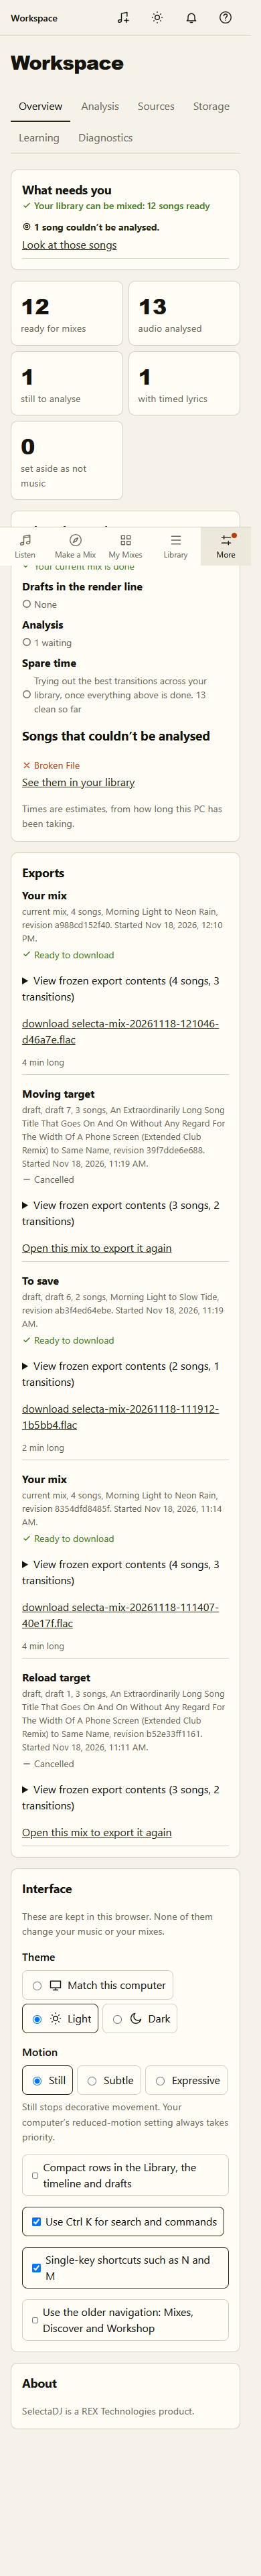 Workspace
Workspace
Overview
Analysis
Sources
Storage
Learning
Diagnostics
What needs you
Your library can be mixed: 12 songs ready
1 song couldn't be analysed.
Look at those songs
12
ready for mixes
13
audio analysed
1
still to analyse
1
with timed lyrics
0
set aside as not
music
Listen
Make a Mix
My Mixes
Library
More
Your current mix is done
Drafts in the render line
None
Analysis
1 waiting
Spare time
Trying out the best transitions across your
library, once everything above is done. 13
clean so far
Songs that couldn't be analysed
Broken File
See them in your library
Times are estimates, from how long this PC has
been taking.
Exports
Your mix
current mix, 4 songs, Morning Light to Neon Rain,
revision a988cd152f40. Started Nov 18, 2026, 12:10
PM.
Ready to download
View frozen export contents (4 songs, 3
transitions)
download selecta-mix-20261118-121046-
d46a7e.flac
4 min long
Moving target
draft, draft 7, 3 songs, An Extraordinarily Long Song
Title That Goes On And On Without Any Regard For
The Width Of A Phone Screen (Extended Club
Remix) to Same Name, revision 39f7dde6e688.
Started Nov 18, 2026, 11:19 AM.
Cancelled
View frozen export contents (3 songs, 2
transitions)
Open this mix to export it again
To save
draft, draft 6, 2 songs, Morning Light to Slow Tide,
revision ab3f4ed64ebe. Started Nov 18, 2026, 11:19
AM.
Ready to download
View frozen export contents (2 songs, 1
transitions)
download selecta-mix-20261118-111912-
1b5bb4.flac
2 min long
Your mix
current mix, 4 songs, Morning Light to Neon Rain,
revision 8354dfd8485f. Started Nov 18, 2026, 11:14
AM.
Ready to download
View frozen export contents (4 songs, 3
transitions)
download selecta-mix-20261118-111407-
40e17f.flac
4 min long
Reload target
draft, draft 1, 3 songs, An Extraordinarily Long Song
Title That Goes On And On Without Any Regard For
The Width Of A Phone Screen (Extended Club
Remix) to Same Name, revision b52e33ff1161.
Started Nov 18, 2026, 11:11 AM.
Cancelled
View frozen export contents (3 songs, 2
transitions)
Open this mix to export it again
Interface
These are kept in this browser. None of them
change your music or your mixes.
Theme
Match this computer
Light
Dark
Motion
Still
Subtle
Expressive
Still stops decorative movement. Your
computer's reduced-motion setting always takes
priority.
Compact rows in the Library, the
timeline and drafts
Use Ctrl K for search and commands
Single-key shortcuts such as N and
M
Use the older navigation: Mixes,
Discover and Workshop
About
SelectaDJ is a REX Technologies product.